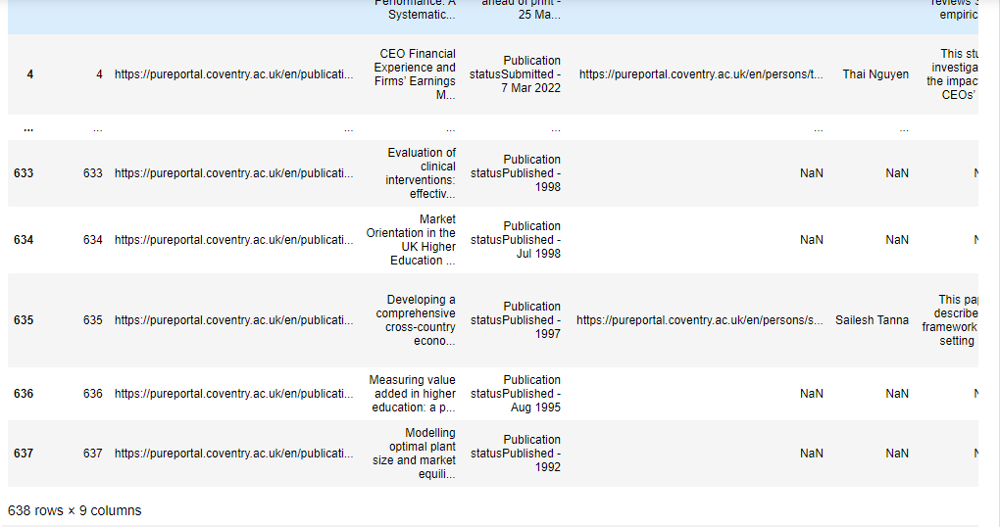 Performance: A
ahead of print -
reviews
Systematic...
25 Ma...
empiric
4 4 https://pureportal.coventry.ac.uk/en/publicati...
CEO Financial
Experience and
Firms' Earnings
M...
Publication
statusSubmitted -
7 Mar 2022
https://pureportal.coventry.ac.uk/en/persons/t... Thai Nguyen
This stu
investiga
the impac
CEOs'
... ... ... ... ... ... ...
633 633 https://pureportal.coventry.ac.uk/en/publicati...
Evaluation of
clinical
interventions:
effectiv...
Publication
statusPublished -
1998
NaN NaN N
634 634 https://pureportal.coventry.ac.uk/en/publicati...
Market
Orientation in the
UK Higher
Education ...
Publication
statusPublished -
Jul 1998
NaN NaN N
635 635 https://pureportal.coventry.ac.uk/en/publicati...
Developing a
comprehensive
cross-country
econo...
Publication
statusPublished -
1997
https://pureportal.coventry.ac.uk/en/persons/s... Sailesh Tanna
This pap
describe
framework
setting
636 636 https://pureportal.coventry.ac.uk/en/publicati...
Measuring value
added in higher
education: a p...
Publication
statusPublished -
Aug 1995
NaN NaN N
637 637 https://pureportal.coventry.ac.uk/en/publicati...
Modelling
optimal plant
size and market
equili...
Publication
statusPublished -
1992
NaN NaN N
638 rows × 9 columns